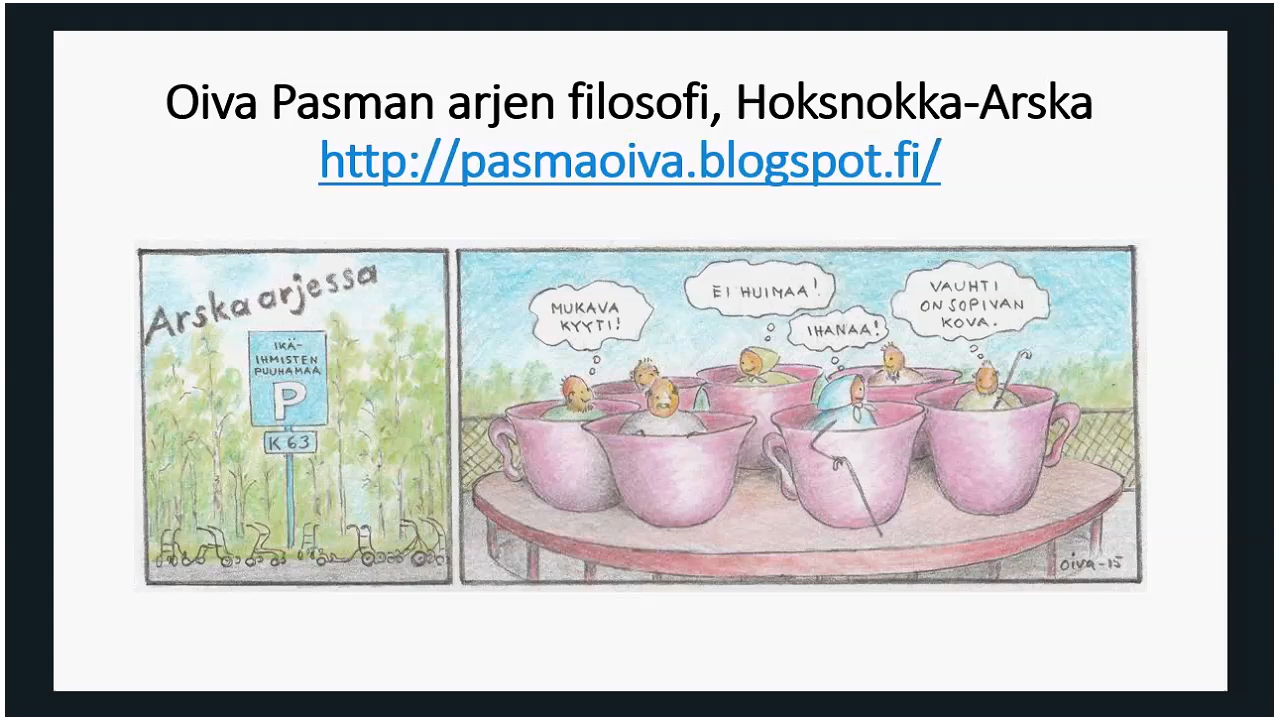 Oiva Pasman arjen filosofi, Hoksnokka-Arska
http://pasmaoiva.blogspot.fi/
Arska arjessa
IKÄ-
IHMISTEN
PUUHAMAA
P
K 63
MUKAVA
KYYTI!
EI HUIMAA!
IHANAA!
VAUHTI
ON SOPIVAN
KOVA.
oiva-15